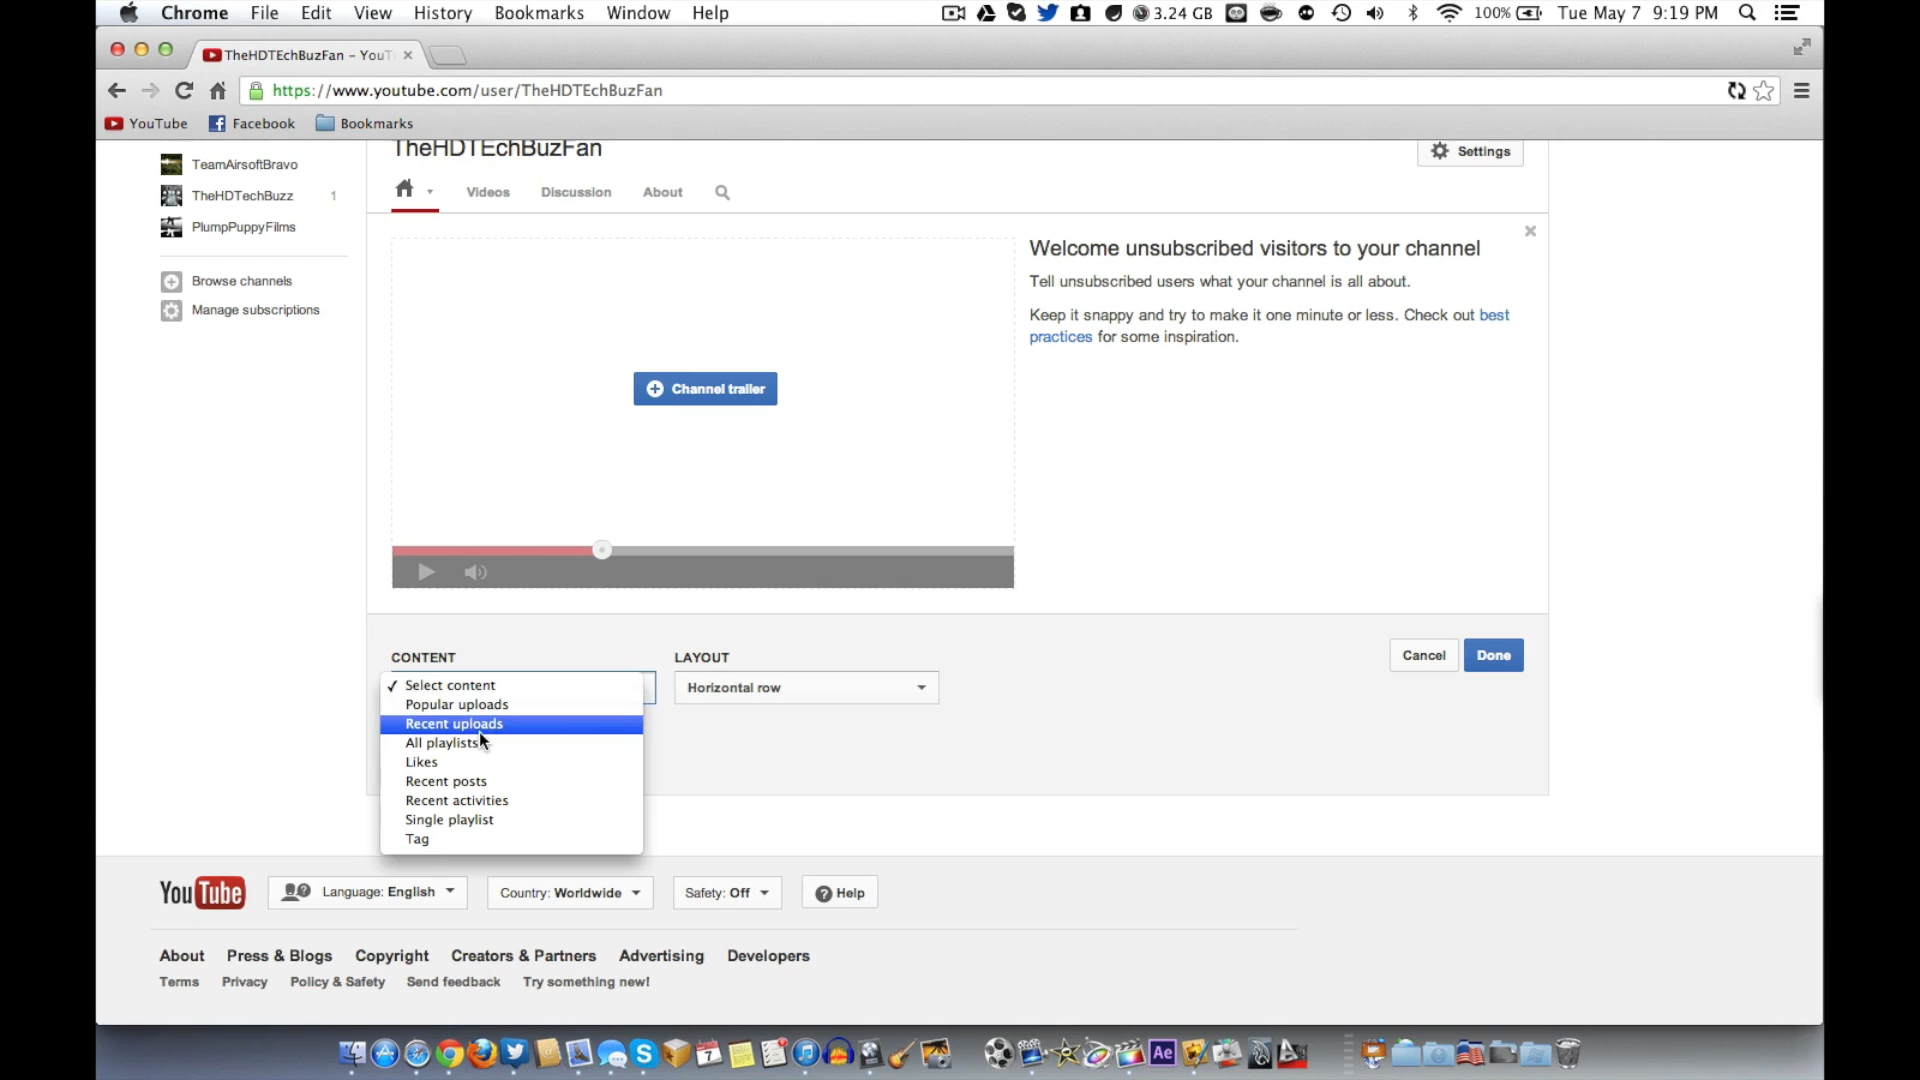 Chrome File Edit View History Bookmarks Window Help 3.24 GB 100% Tue May 7 9:19 PM
TheHDTEchBuzFan - YouT
https://www.youtube.com/user/TheHDTEchBuzFan
YouTube Facebook Bookmarks
TheHDTEchBuzFan
Settings
TeamAirsoftBravo
TheHDTechBuzz 1
PlumpPuppyFilms
Browse channels
Manage subscriptions
Videos Discussion About
Welcome unsubscribed visitors to your channel
Tell unsubscribed users what your channel is all about.
Keep it snappy and try to make it one minute or less. Check out best
practices for some inspiration.
Channel trailer
CONTENT LAYOUT
Cancel Done
Horizontal row
Select content
Popular uploads
Recent uploads
All playlists
Likes
Recent posts
Recent activities
Single playlist
Tag
YouTube Language: English Country: Worldwide Safety: Off Help
About Press & Blogs Copyright Creators & Partners Advertising Developers
Terms Privacy Policy & Safety Send feedback Try something new!
7
Ae